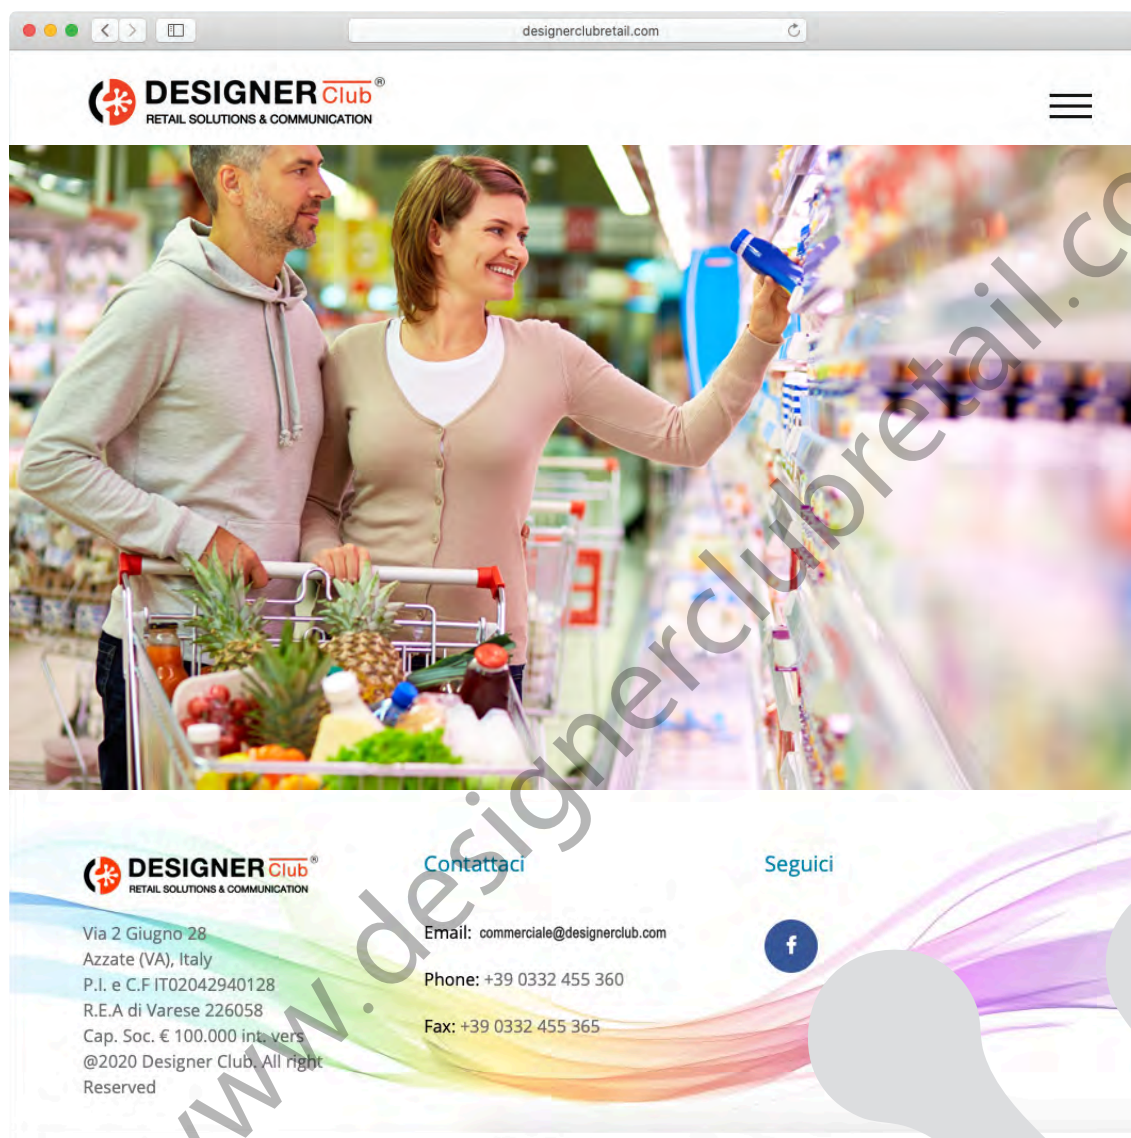 designerclubretail.com
DESIGNER Club®
RETAIL SOLUTIONS & COMMUNICATION
DESIGNER Club®
RETAIL SOLUTIONS & COMMUNICATION
Via 2 Giugno 28
Azzate (VA), Italy
P.I. e C.F IT02042940128
R.E.A di Varese 226058
Cap. Soc. € 100.000 int. vers
@2020 Designer Club. All right
Reserved
Contattaci
Email: commerciale@designerclub.com
Phone: +39 0332 455 360
Fax: +39 0332 455 365
Seguici
f
ww.designerclubretail.co